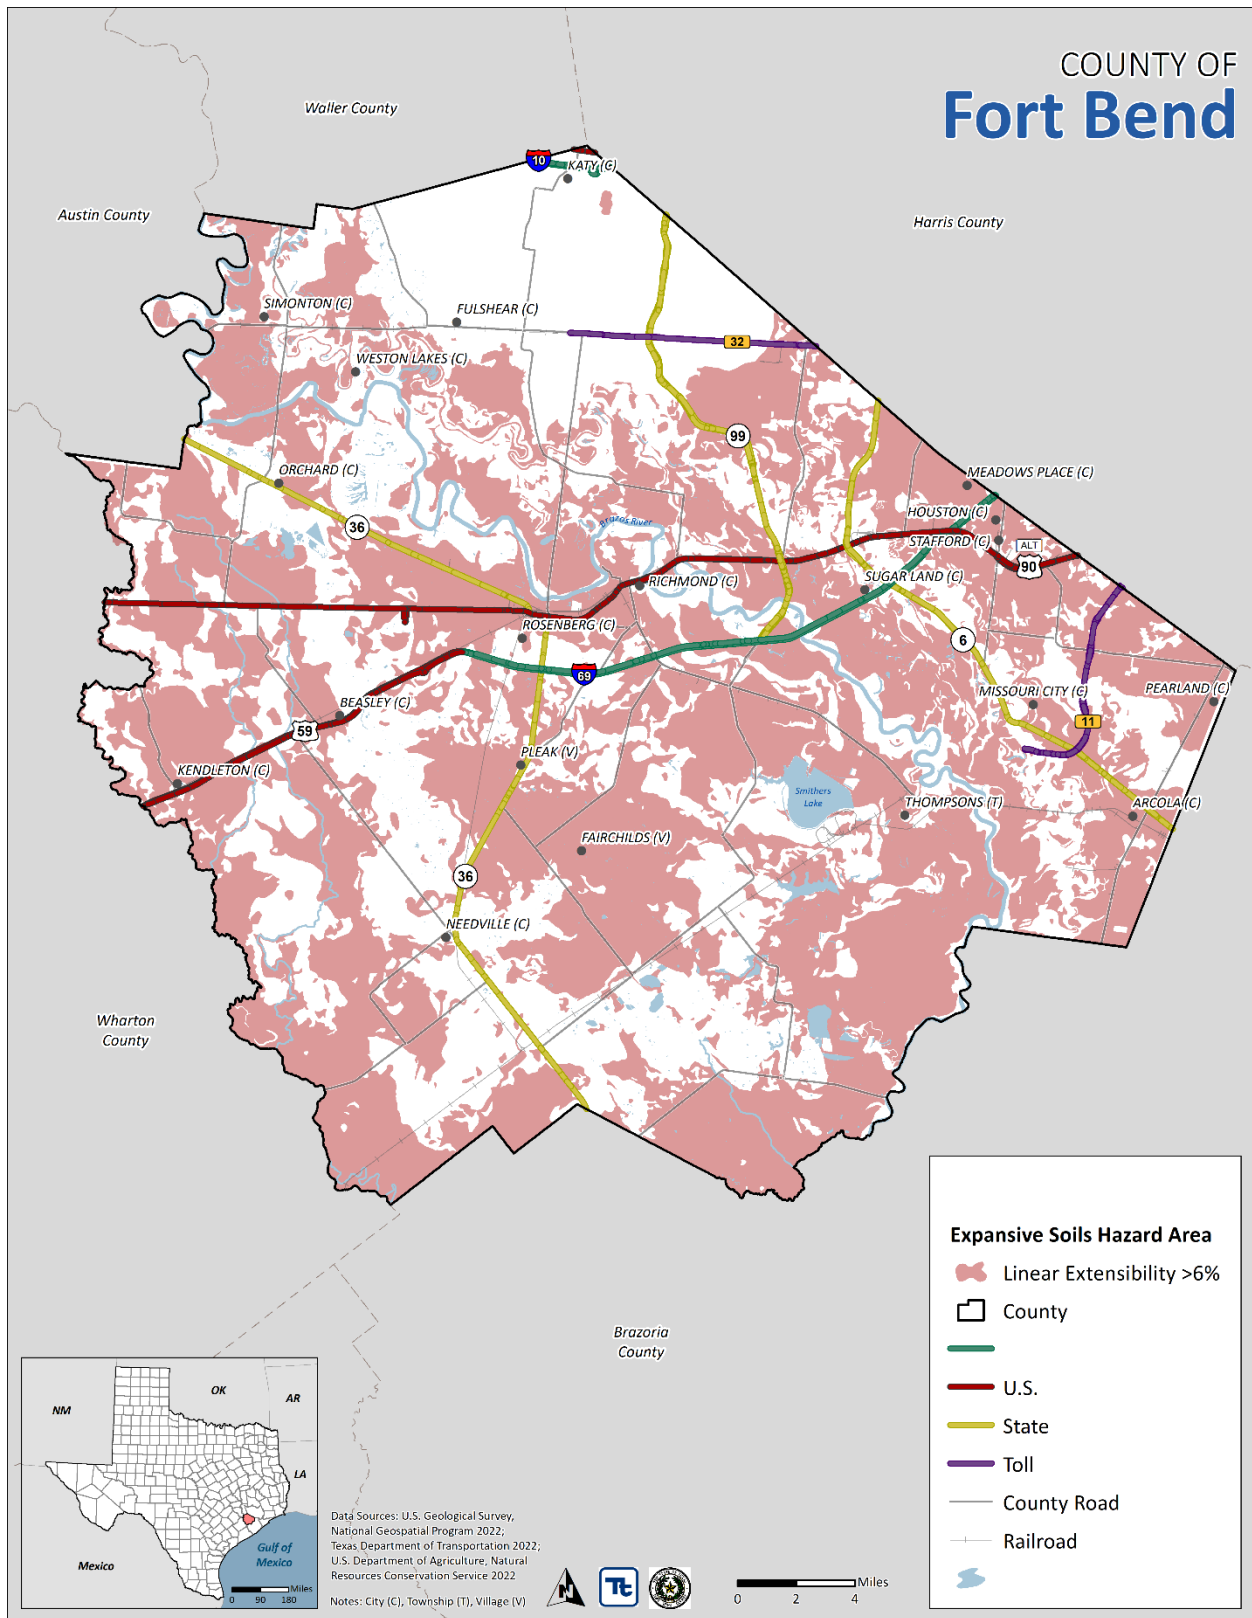 COUNTY OF
Fort Bend
Waller County
10
KATY (C)
Austin County
Harris County
SIMONTON (C)
FULSHEAR (C)
32
WESTON LAKES (C)
99
ORCHARD (C)
MEADOWS PLACE (C)
36
Brazos River
HOUSTON (C)
STAFFORD (C)
ALT
90
RICHMOND (C)
SUGAR LAND (C)
ROSENBERG (C)
6
69
BEASLEY (C)
MISSOURI CITY (C)
PEARLAND (C)
59
11
PLEAK (V)
KENDLETON (C)
Smithers
Lake
THOMPSONS (T)
ARCOLA (C)
FAIRCHILDS (V)
36
NEEDVILLE (C)
Wharton
County
Brazoria
County
Expansive Soils Hazard Area
Linear Extensibility >6%
County
U.S.
State
Toll
County Road
Railroad
OK
AR
NM
LA
Gulf of
Mexico
Mexico
Miles
0 90 180
Data Sources: U.S. Geological Survey,
National Geospatial Program 2022;
Texas Department of Transportation 2022;
U.S. Department of Agriculture, Natural
Resources Conservation Service 2022
Notes: City (C), Township (T), Village (V)
N
Tt
Miles
0 2 4